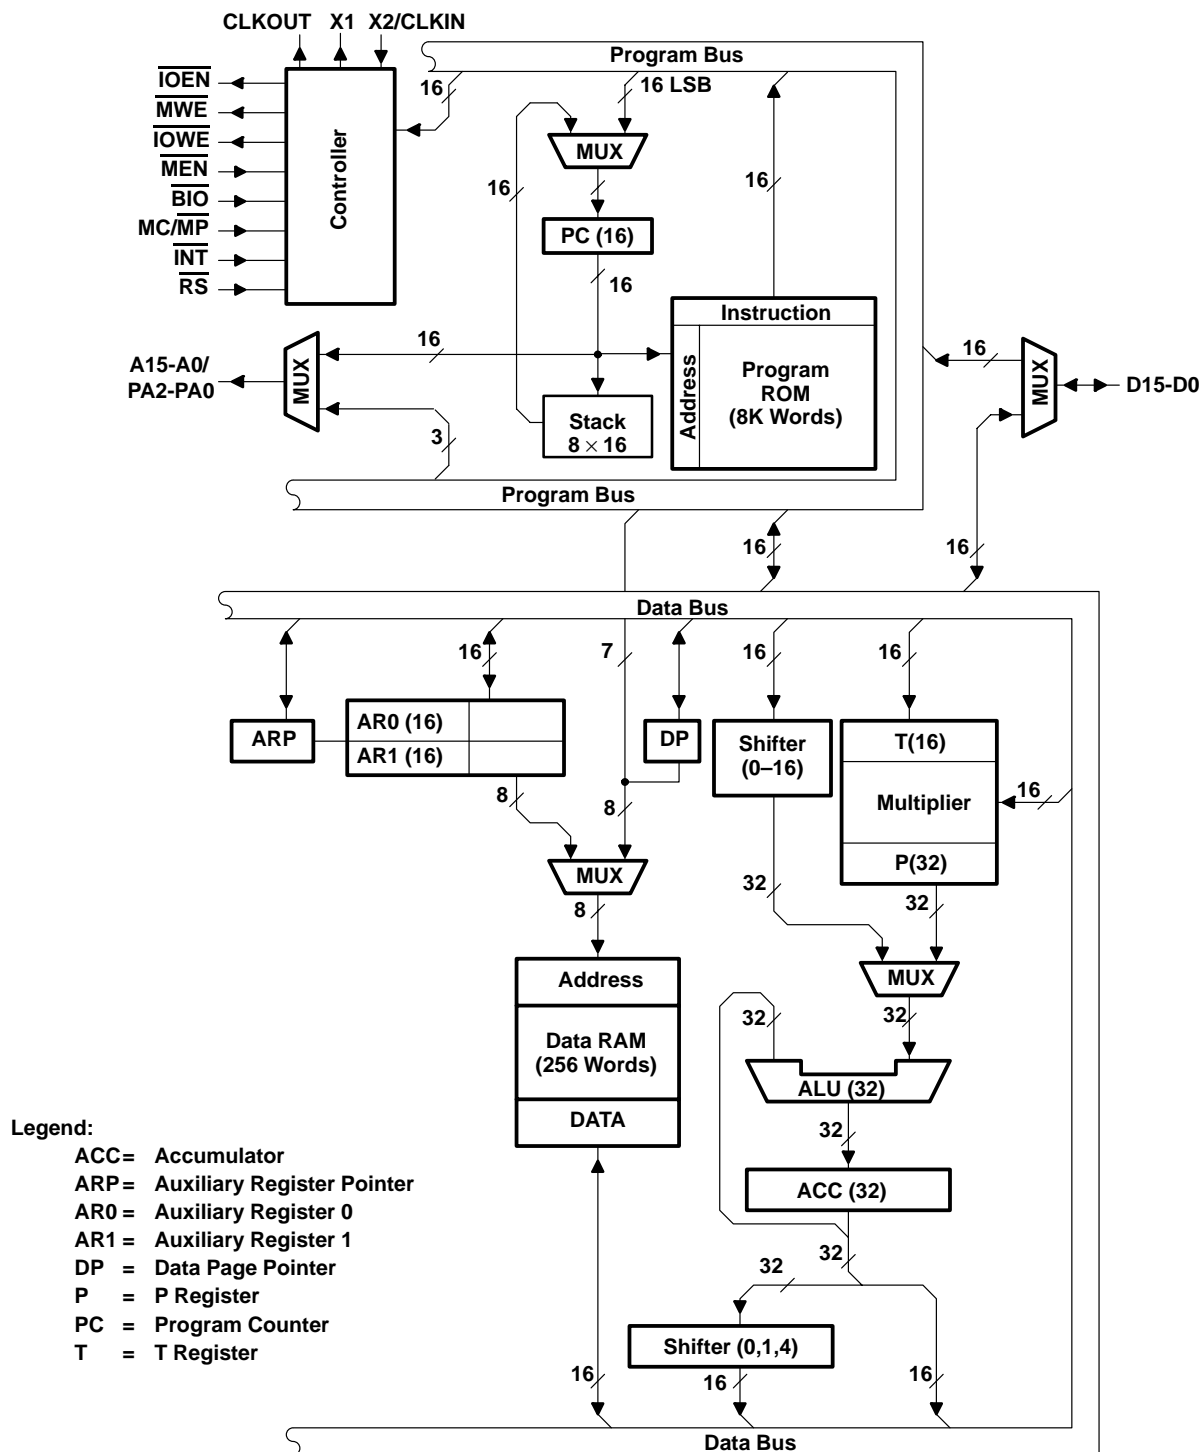 CLKOUT X1 X2/CLKIN
Program Bus
IOEN
MWE
IOWE
MEN
BIO
MC/MP
INT
RS
Controller
16
16 LSB
MUX
16
16
PC (16)
16
Instruction
Address
Program
ROM
(8K Words)
A15-A0/
PA2-PA0
MUX
16
3
Stack
8 × 16
16
MUX
D15-D0
Program Bus
16
16
Data Bus
16
7
16
16
ARP
AR0 (16)
AR1 (16)
DP
Shifter
(0–16)
T(16)
Multiplier
P(32)
16
8
8
MUX
8
32
32
MUX
Address
Data RAM
(256 Words)
DATA
32
32
ALU (32)
32
ACC (32)
32
32
Shifter (0,1,4)
16
16
16
Data Bus
Legend:
ACC = Accumulator
ARP = Auxiliary Register Pointer
AR0 = Auxiliary Register 0
AR1 = Auxiliary Register 1
DP = Data Page Pointer
P = P Register
PC = Program Counter
T = T Register